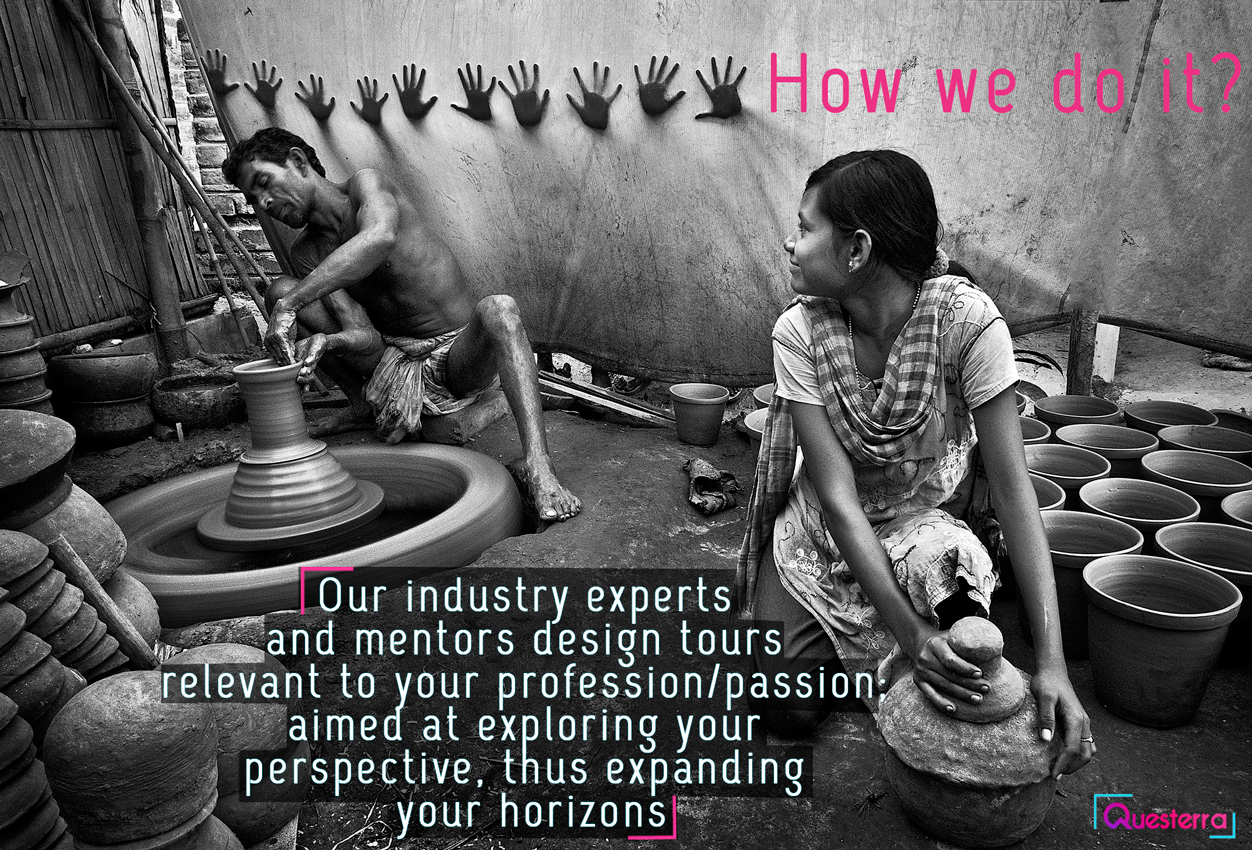 How we do it?
Our industry experts
and mentors design tours
relevant to your profession/passion;
aimed at exploring your
perspective, thus expanding
your horizons
Questerra